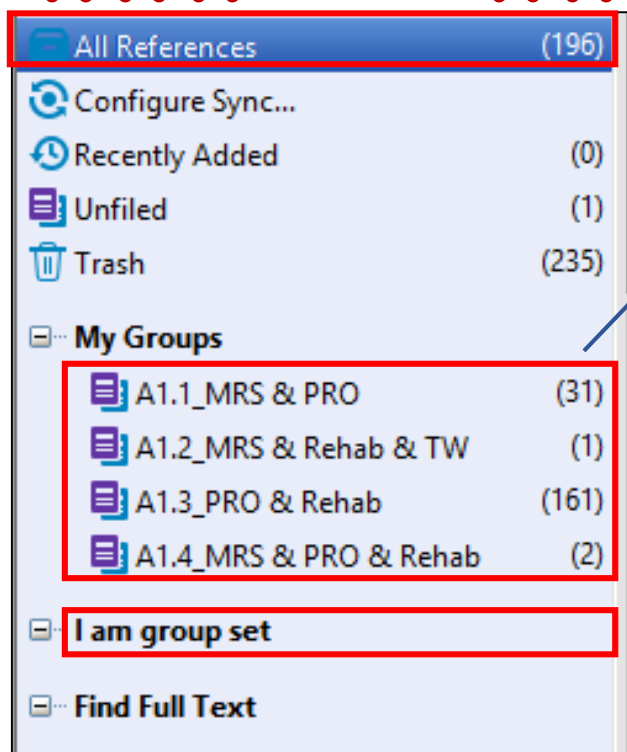 All References (196)
Configure Sync...
Recently Added (0)
Unfiled (1)
Trash (235)
My Groups
A1.1_MRS & PRO (31)
A1.2_MRS & Rehab & TW (1)
A1.3_PRO & Rehab (161)
A1.4_MRS & PRO & Rehab (2)
I am group set
Find Full Text